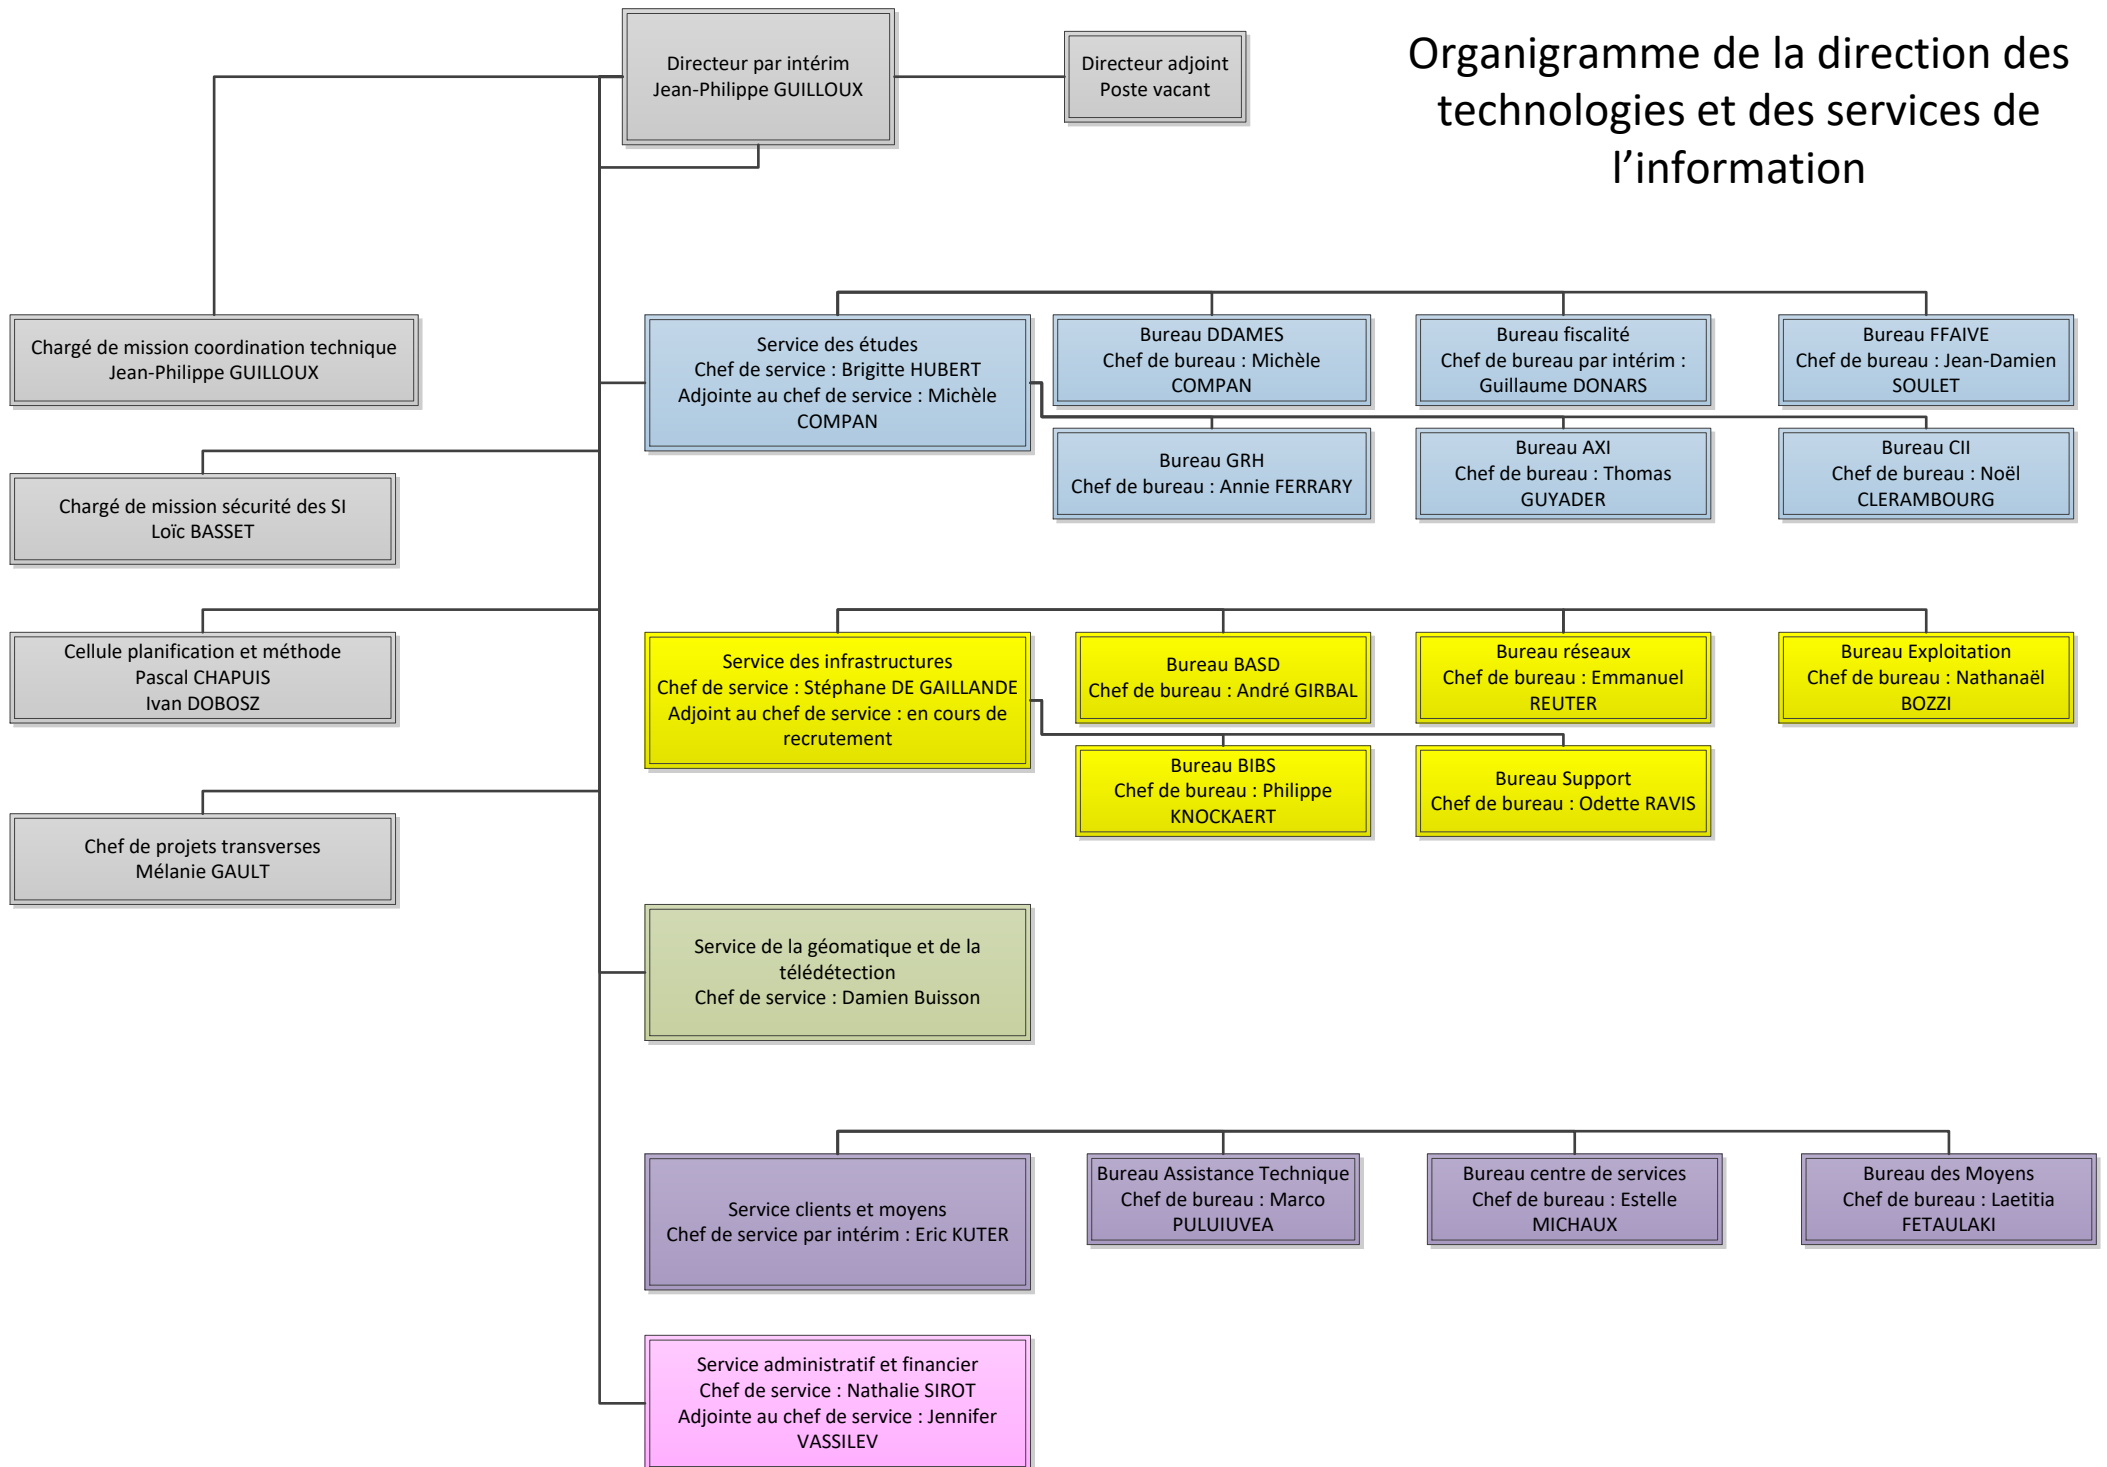 Organigramme de la direction des
technologies et des services de
l’information
Directeur par intérim
Jean-Philippe GUILLOUX
Directeur adjoint
Poste vacant
Chargé de mission coordination technique
Jean-Philippe GUILLOUX
Chargé de mission sécurité des SI
Loïc BASSET
Cellule planification et méthode
Pascal CHAPUIS
Ivan DOBOSZ
Chef de projets transverses
Mélanie GAULT
Service des études
Chef de service : Brigitte HUBERT
Adjointe au chef de service : Michèle
COMPAN
Bureau DDAMES
Chef de bureau : Michèle
COMPAN
Bureau fiscalité
Chef de bureau par intérim :
Guillaume DONARS
Bureau FFAIVE
Chef de bureau : Jean-Damien
SOULET
Bureau GRH
Chef de bureau : Annie FERRARY
Bureau AXI
Chef de bureau : Thomas
GUYADER
Bureau CII
Chef de bureau : Noël
CLERAMBOURG
Service des infrastructures
Chef de service : Stéphane DE GAILLANDE
Adjoint au chef de service : en cours de
recrutement
Bureau BASD
Chef de bureau : André GIRBAL
Bureau réseaux
Chef de bureau : Emmanuel
REUTER
Bureau Exploitation
Chef de bureau : Nathanaël
BOZZI
Bureau BIBS
Chef de bureau : Philippe
KNOCKAERT
Bureau Support
Chef de bureau : Odette RAVIS
Service de la géomatique et de la
télédétection
Chef de service : Damien Buisson
Service clients et moyens
Chef de service par intérim : Eric KUTER
Bureau Assistance Technique
Chef de bureau : Marco
PULUIUVEA
Bureau centre de services
Chef de bureau : Estelle
MICHAUX
Bureau des Moyens
Chef de bureau : Laetitia
FETAULAKI
Service administratif et financier
Chef de service : Nathalie SIROT
Adjointe au chef de service : Jennifer
VASSILEV